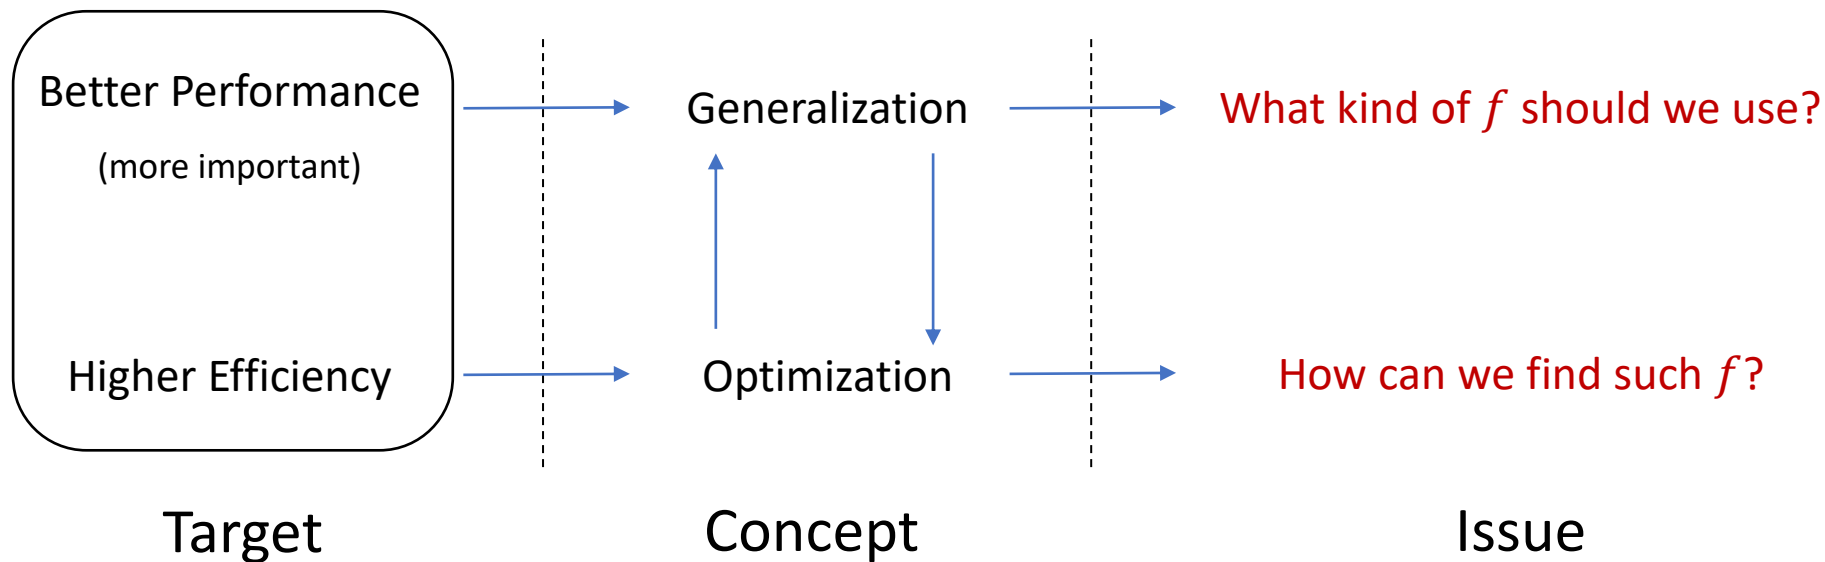 Better Performance
(more important)
Higher Efficiency
Target
Generalization
Optimization
Concept
What kind of f should we use?
How can we find such f?
Issue